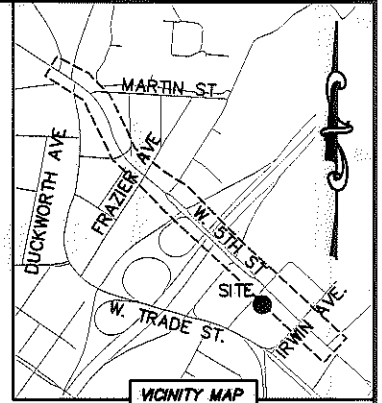 MARTIN ST
DUCKWORTH AVE
FRAZIER AVE
W. 5TH ST
SITE
IRWIN AVE.
W. TRADE ST.
VICINITY MAP